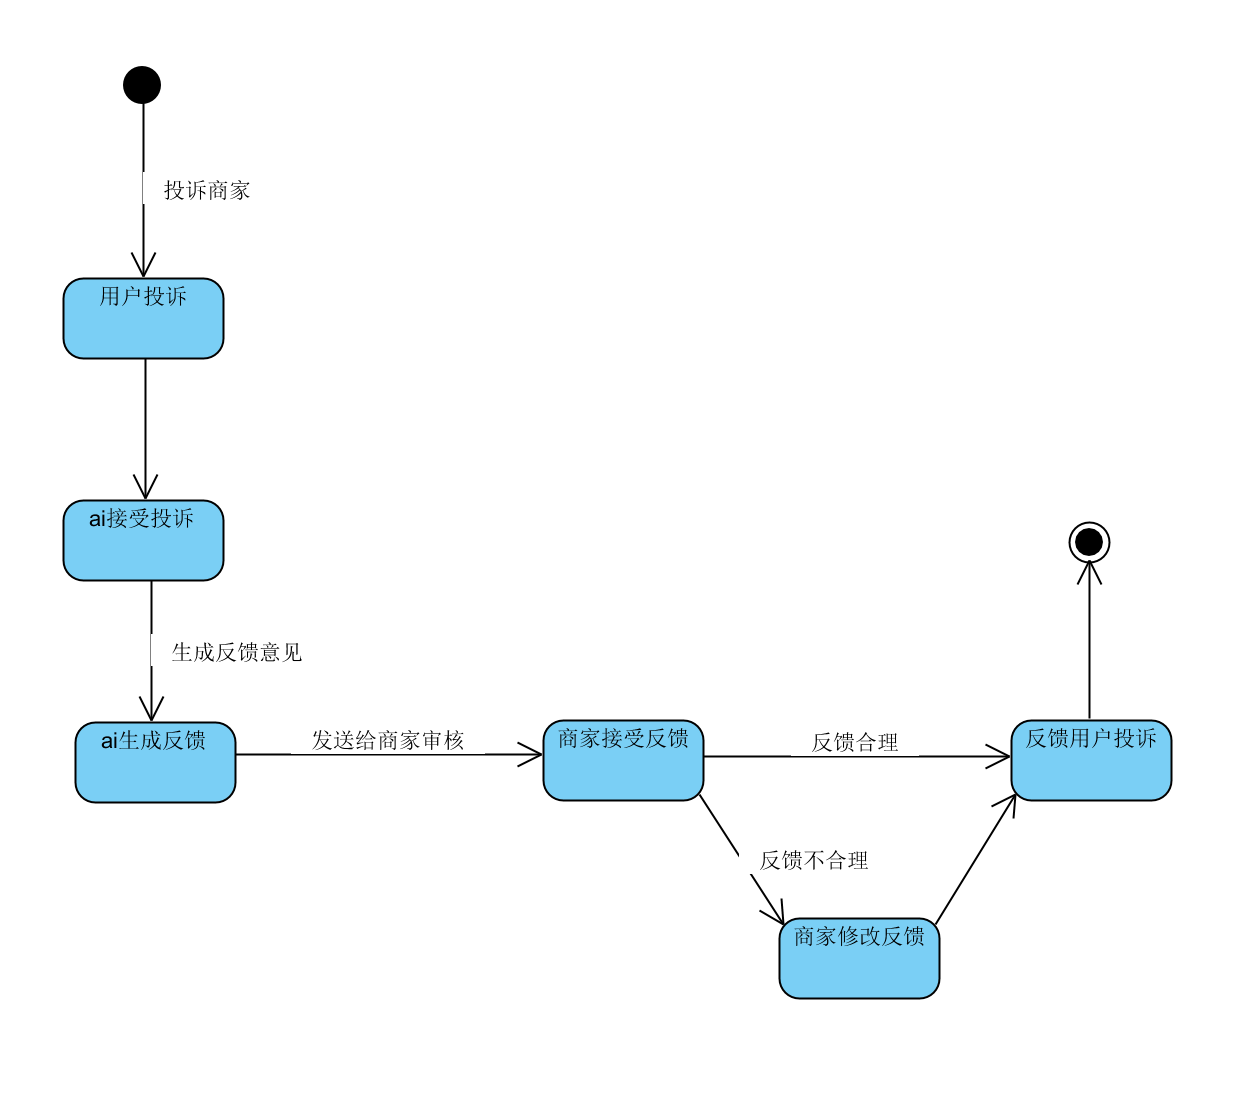 投诉商家
用户投诉
ai接受投诉
生成反馈意见
ai生成反馈
发送给商家审核
商家接受反馈
反馈合理
反馈用户投诉
反馈不合理
商家修改反馈